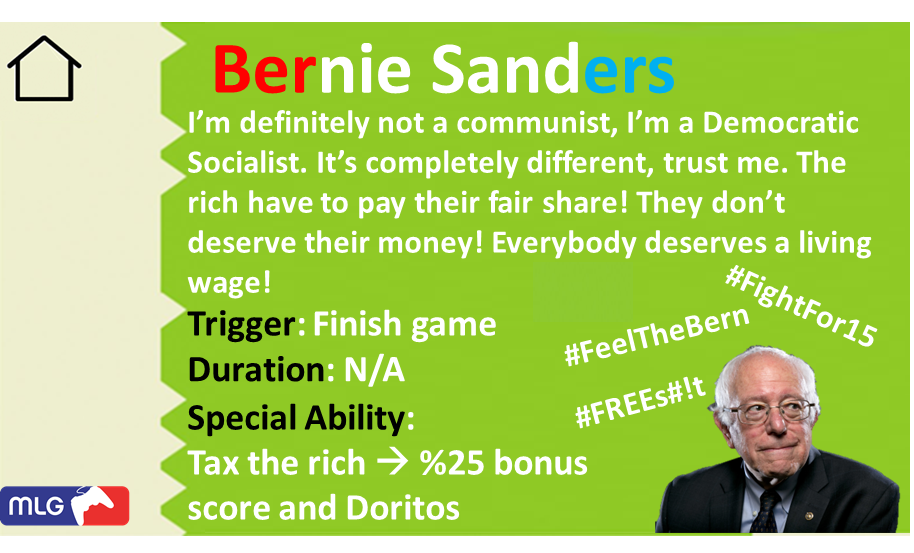 Bernie Sanders
I’m definitely not a communist, I’m a Democratic
Socialist. It’s completely different, trust me. The
rich have to pay their fair share! They don’t
deserve their money! Everybody deserves a living
wage!
#FightFor15
Trigger: Finish game
#FeelTheBern
Duration: N/A
#FREEs#!t
Special Ability:
Tax the rich → %25 bonus
score and Doritos
MLG